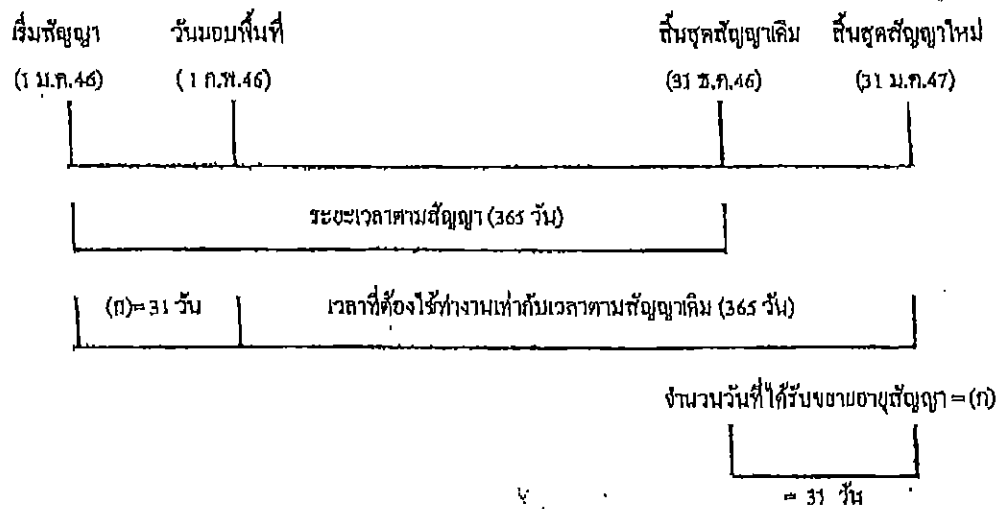 เริ่มสัญญา วันมอบพื้นที่ สิ้นสุดสัญญาเดิม สิ้นสุดสัญญาใหม่
(1 ม.ค.46) (1 ก.พ.46) (31 ธ.ค.46) (31 ม.ค.47)
ระยะเวลาตามสัญญา (365 วัน)
(ก)= 31 วัน เวลาที่ต้องใช้ทำงานเท่ากับเวลาตามสัญญาเดิม (365 วัน)
จำนวนวันที่ได้รับขยายอายุสัญญา = (ก)
= 31 วัน